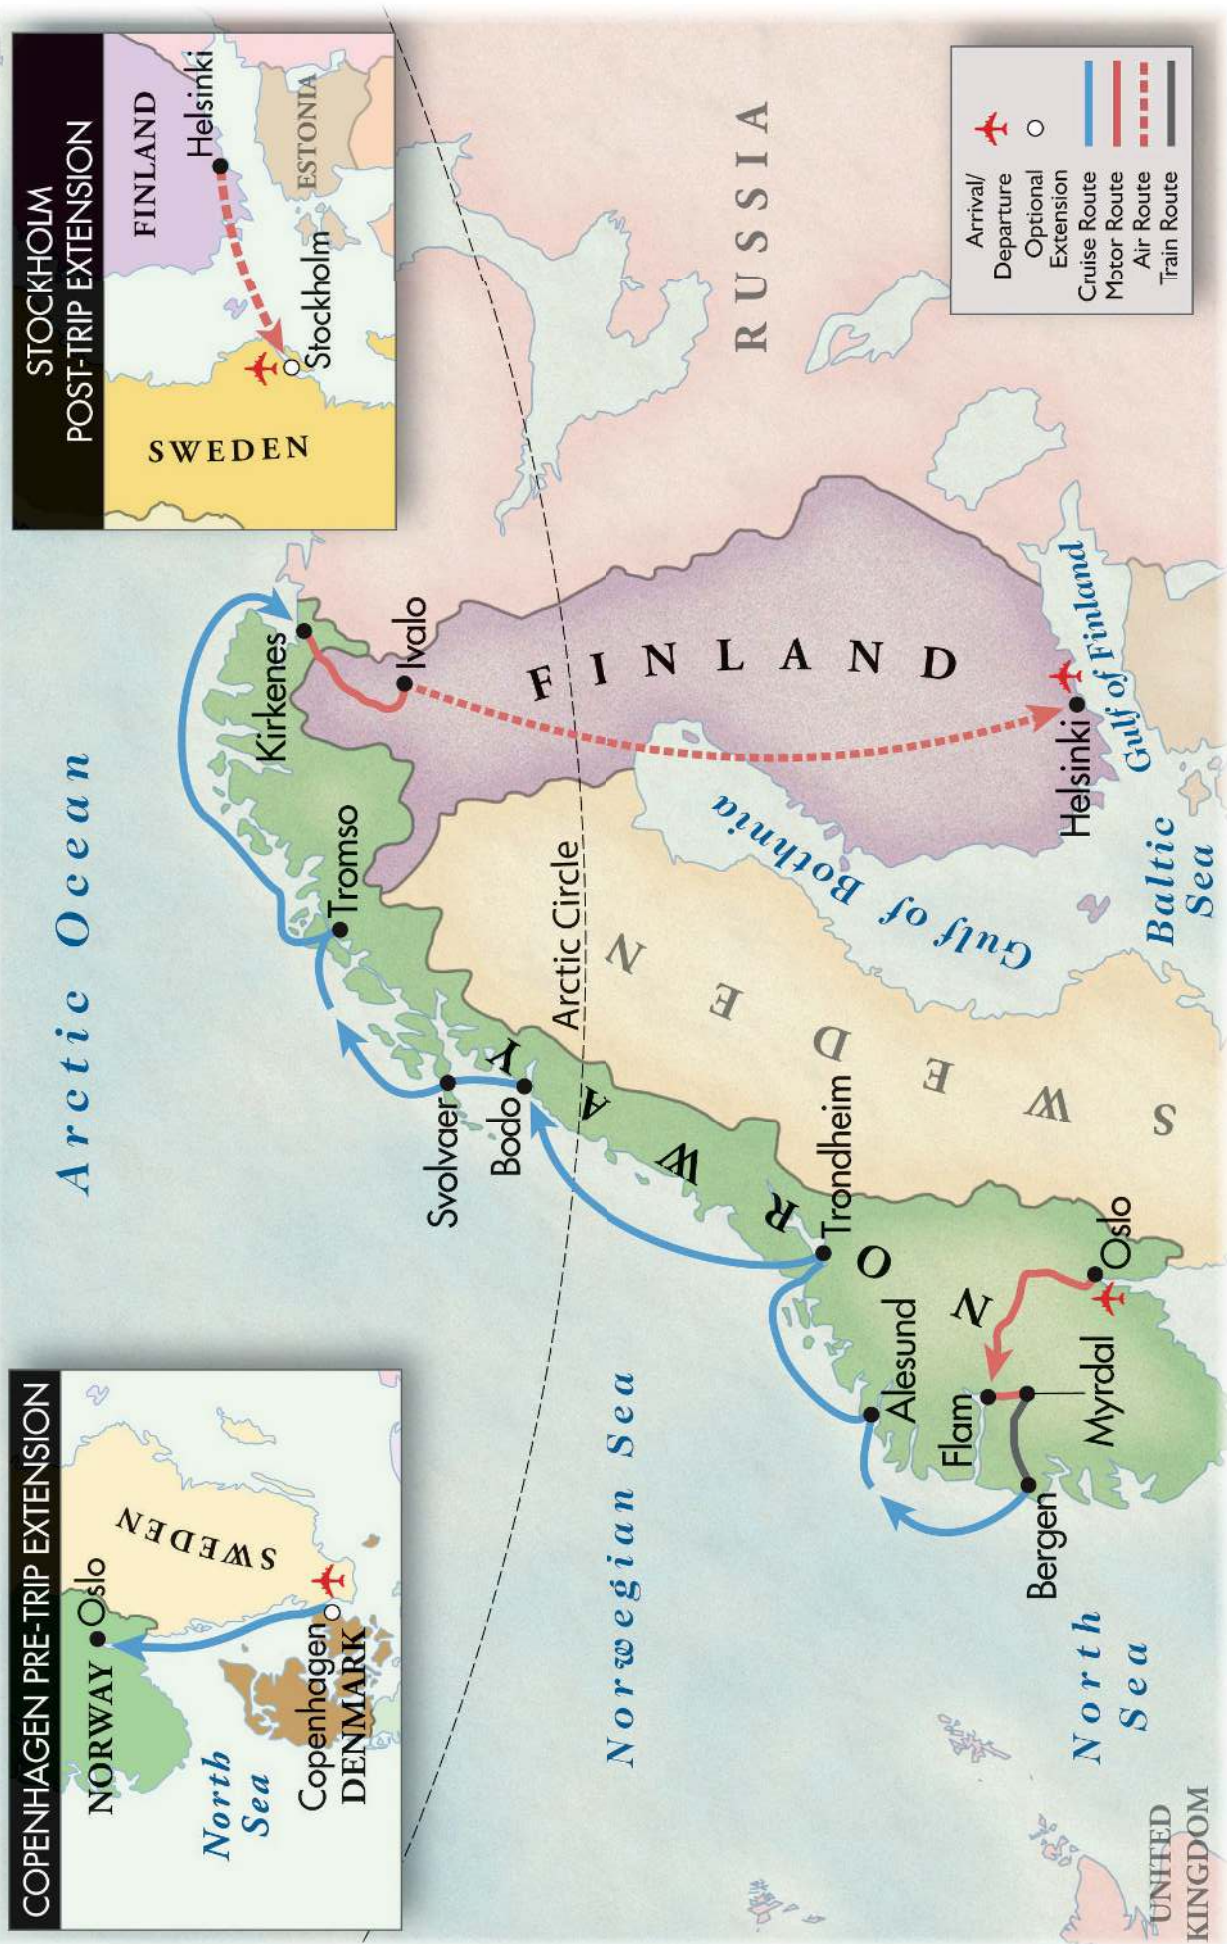 COPENHAGEN PRE-TRIP EXTENSION
NORWAY
Oslo
SWEDEN
North
Sea
Copenhagen
DENMARK
STOCKHOLM
POST-TRIP EXTENSION
FINLAND
Helsinki
SWEDEN
Stockholm
ESTONIA
Arctic Ocean
Kirkenes
Ivalo
Tromso
Svolvaer
Bodo
Arctic Circle
NORWAY
SWEDEN
FINLAND
RUSSIA
Norwegian Sea
Trondheim
Alesund
Flam
Myrdal
Bergen
Oslo
Gulf of Bothnia
Helsinki
Gulf of Finland
Baltic
Sea
North
Sea
UNITED
KINGDOM
Arrival/
Departure
Optional
Extension
Cruise Route
Motor Route
Air Route
Train Route